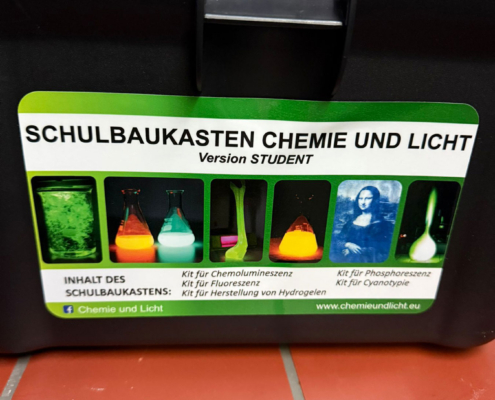 SCHULBAUKASTEN CHEMIE UND LICHT
Version STUDENT
INHALT DES
SCHULBAUKASTENS:
Kit für Chemolumineszenz
Kit für Fluoreszenz
Kit für Herstellung von Hydrogelen
Kit für Phosphoreszenz
Kit für Cyanotypie
Chemie und Licht
www.chemieundlicht.eu